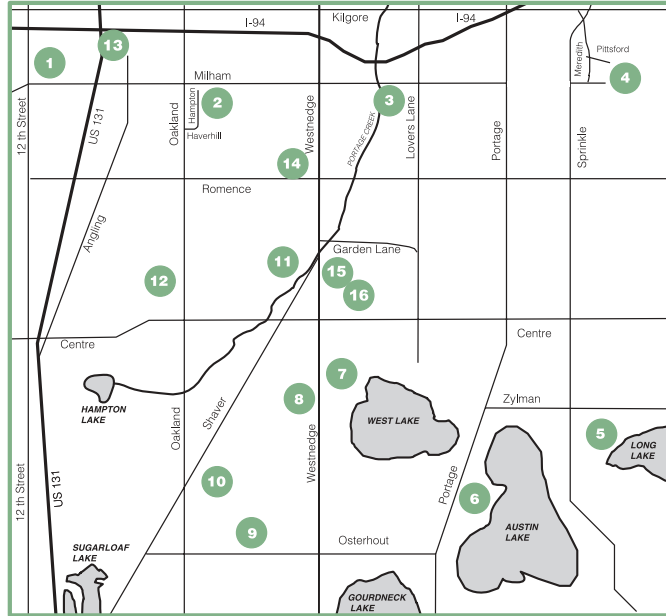 Kilgore
I-94
I-94
13
1
Pittsford
Meredith
4
Milham
12 th Street
US 131
Oakland
Hampton
2
Haverhill
Westnedge
3
PORTAGE CREEK
Lovers Lane
Portage
Sprinkle
14
Romence
Angling
Garden Lane
11
15
12
16
Centre
Centre
7
HAMPTON
LAKE
Shaver
8
WEST LAKE
Zylman
Oakland
Westnedge
5
LONG
LAKE
12 th Street
US 131
10
Portage
6
9
AUSTIN
LAKE
Osterhout
SUGARLOAF
LAKE
GOURDNECK
LAKE